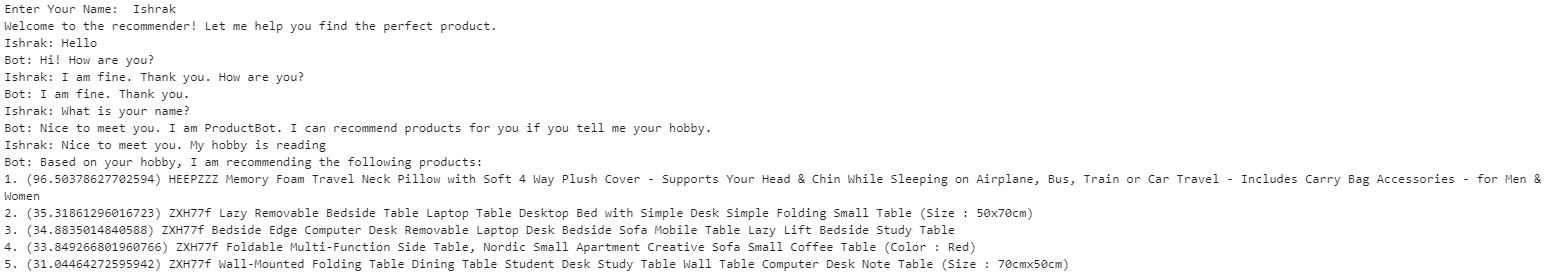 Enter Your Name:  Ishrak
Welcome to the recommender! Let me help you find the perfect product.
Ishrak: Hello
Bot: Hi! How are you?
Ishrak: I am fine. Thank you. How are you?
Bot: I am fine. Thank you.
Ishrak: What is your name?
Bot: Nice to meet you. I am ProductBot. I can recommend products for you if you tell me your hobby.
Ishrak: Nice to meet you. My hobby is reading
Bot: Based on your hobby, I am recommending the following products:
1. (96.50378627702594) HEEPZZZ Memory Foam Travel Neck Pillow with Soft 4 Way Plush Cover - Supports Your Head & Chin While Sleeping on Airplane, Bus, Train or Car Travel - Includes Carry Bag Accessories - for Men &
Women
2. (35.31861296016723) ZXH77f Lazy Removable Bedside Table Laptop Table Desktop Bed with Simple Desk Simple Folding Small Table (Size : 50x70cm)
3. (34.8835014840588) ZXH77f Bedside Edge Computer Desk Removable Laptop Desk Bedside Sofa Mobile Table Lazy Lift Bedside Study Table
4. (33.849266801960766) ZXH77f Foldable Multi-Function Side Table, Nordic Small Apartment Creative Sofa Small Coffee Table (Color : Red)
5. (31.04464272595942) ZXH77f Wall-Mounted Folding Table Dining Table Student Desk Study Table Wall Table Computer Desk Note Table (Size : 70cmx50cm)